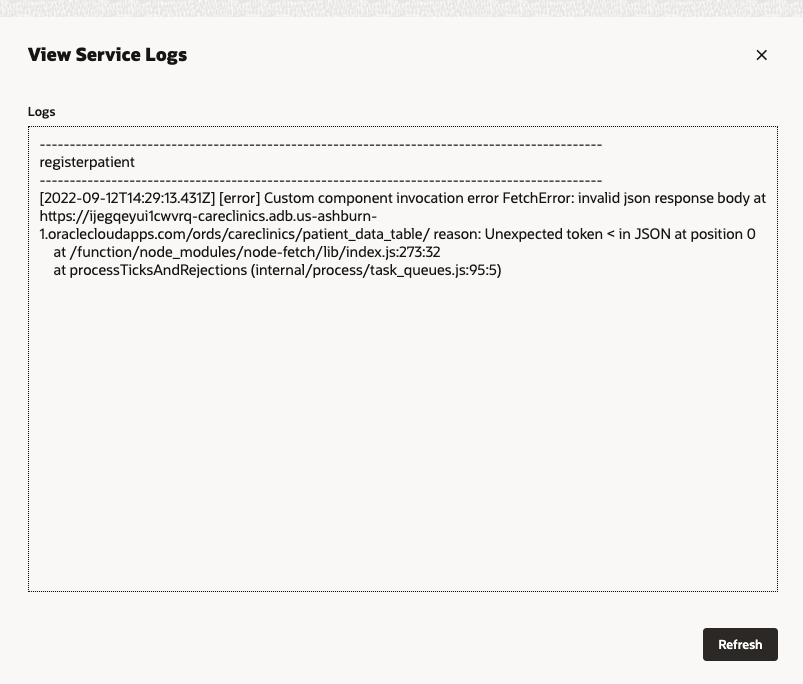 View Service Logs
Logs
----------------------------------------------------------------------------------------------
registerpatient
----------------------------------------------------------------------------------------------
[2022-09-12T14:29:13.431Z] [error] Custom component invocation error FetchError: invalid json response body at
https://ijegqeyui1cwvrq-careclinics.adb.us-ashburn-
1.oraclecloudapps.com/ords/careclinics/patient_data_table/ reason: Unexpected token < in JSON at position 0
at /function/node_modules/node-fetch/lib/index.js:273:32
at processTicksAndRejections (internal/process/task_queues.js:95:5)
Refresh